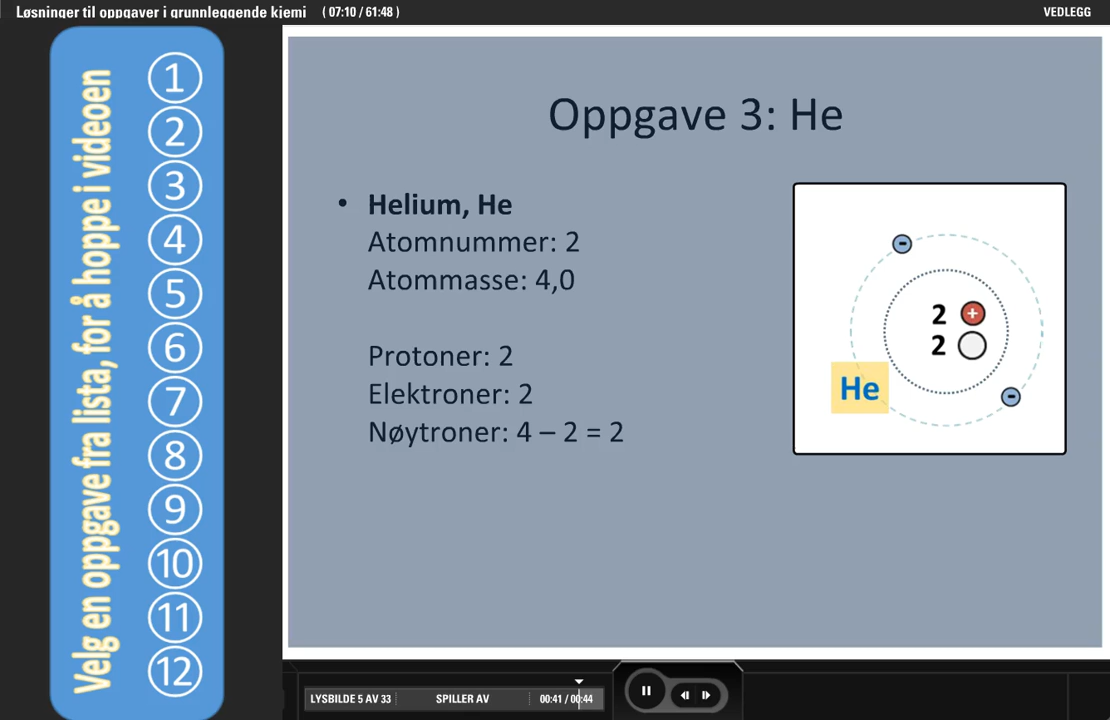 Løsninger til oppgaver i grunnleggende kjemi ( 07:10 / 61:48 )
VEDLEGG
Velg en oppgave fra lista, for å hoppe i videoen
1
2
3
4
5
6
7
8
9
10
11
12
Oppgave 3: He
• Helium, He
Atomnummer: 2
Atommasse: 4,0
Protoner: 2
Elektroner: 2
Nøytroner: 4 – 2 = 2
-
2 +
2
He
-
LYSBILDE 5 AV 33
SPILLER AV
00:41 / 00:44